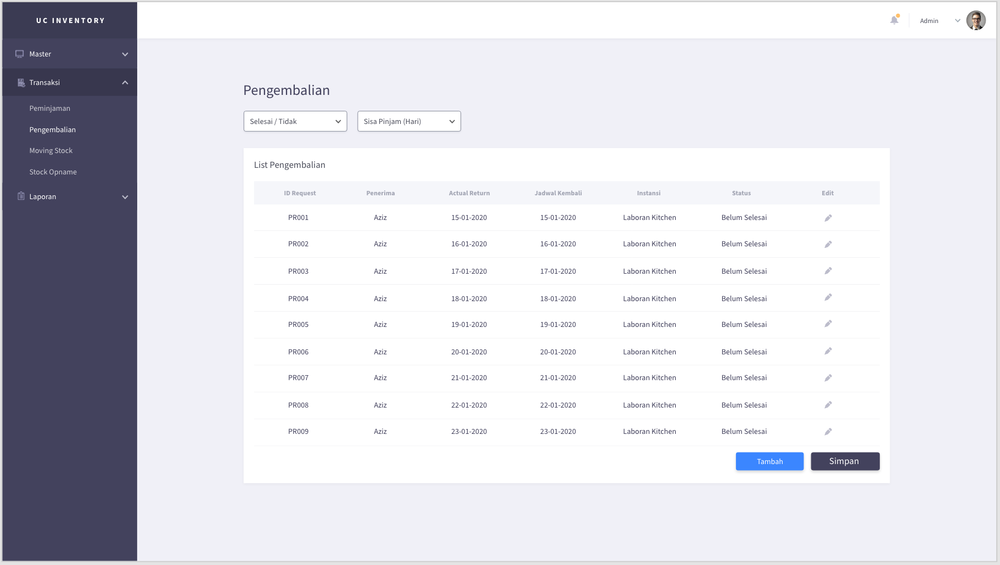 UC INVENTORY
Admin
Master
Transaksi
Peminjaman
Pengembalian
Moving Stock
Stock Opname
Laporan
Pengembalian
Selesai / Tidak Sisa Pinjam (Hari)
List Pengembalian
ID Request Penerima Actual Return Jadwal Kembali Instansi Status Edit
PR001 Aziz 15-01-2020 15-01-2020 Laboran Kitchen Belum Selesai
PR002 Aziz 16-01-2020 16-01-2020 Laboran Kitchen Belum Selesai
PR003 Aziz 17-01-2020 17-01-2020 Laboran Kitchen Belum Selesai
PR004 Aziz 18-01-2020 18-01-2020 Laboran Kitchen Belum Selesai
PR005 Aziz 19-01-2020 19-01-2020 Laboran Kitchen Belum Selesai
PR006 Aziz 20-01-2020 20-01-2020 Laboran Kitchen Belum Selesai
PR007 Aziz 21-01-2020 21-01-2020 Laboran Kitchen Belum Selesai
PR008 Aziz 22-01-2020 22-01-2020 Laboran Kitchen Belum Selesai
PR009 Aziz 23-01-2020 23-01-2020 Laboran Kitchen Belum Selesai
Tambah Simpan